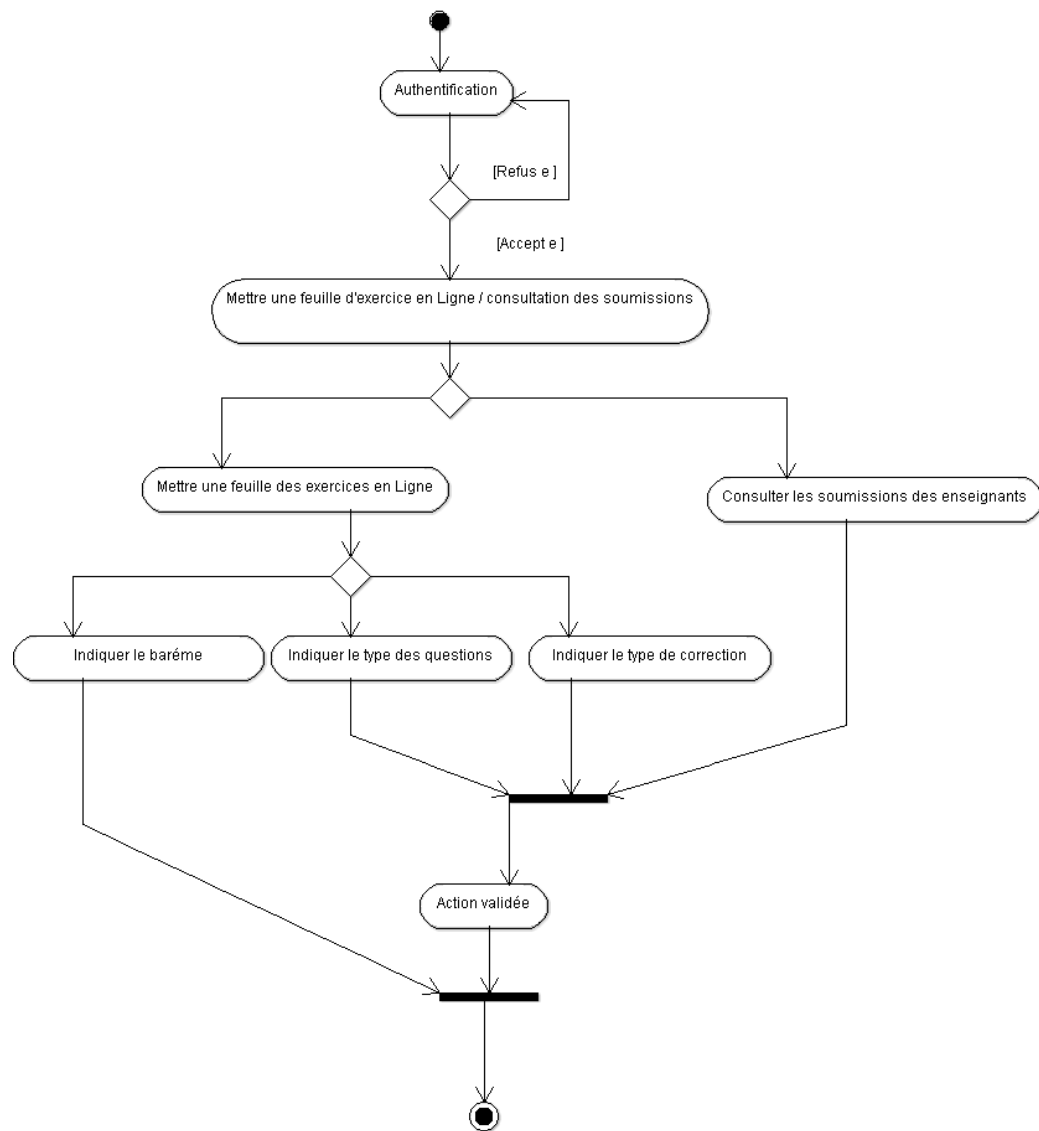 Authentification
[Refus e ]
[Accept e ]
Mettre une feuille d'exercice en Ligne / consultation des soumissions
Mettre une feuille des exercices en Ligne
Consulter les soumissions des enseignants
Indiquer le baréme
Indiquer le type des questions
Indiquer le type de correction
Action validée